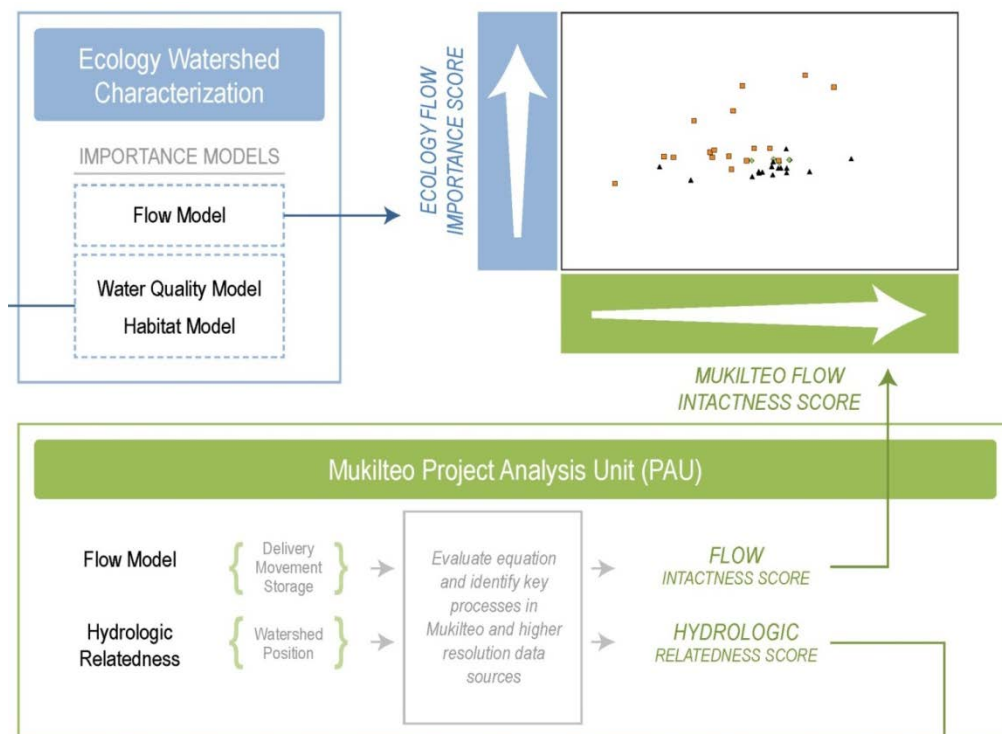 Ecology Watershed
Characterization
IMPORTANCE MODELS
Flow Model
Water Quality Model
Habitat Model
ECOLOGY FLOW
IMPORTANCE SCORE
MUKILTEO FLOW
INTACTNESS SCORE
Mukilteo Project Analysis Unit (PAU)
Flow Model
Delivery
Movement
Storage
Evaluate equation
and identify key
processes in
Mukilteo and higher
resolution data
sources
FLOW
INTACTNESS SCORE
Hydrologic
Relatedness
Watershed
Position
HYDROLOGIC
RELATEDNESS SCORE